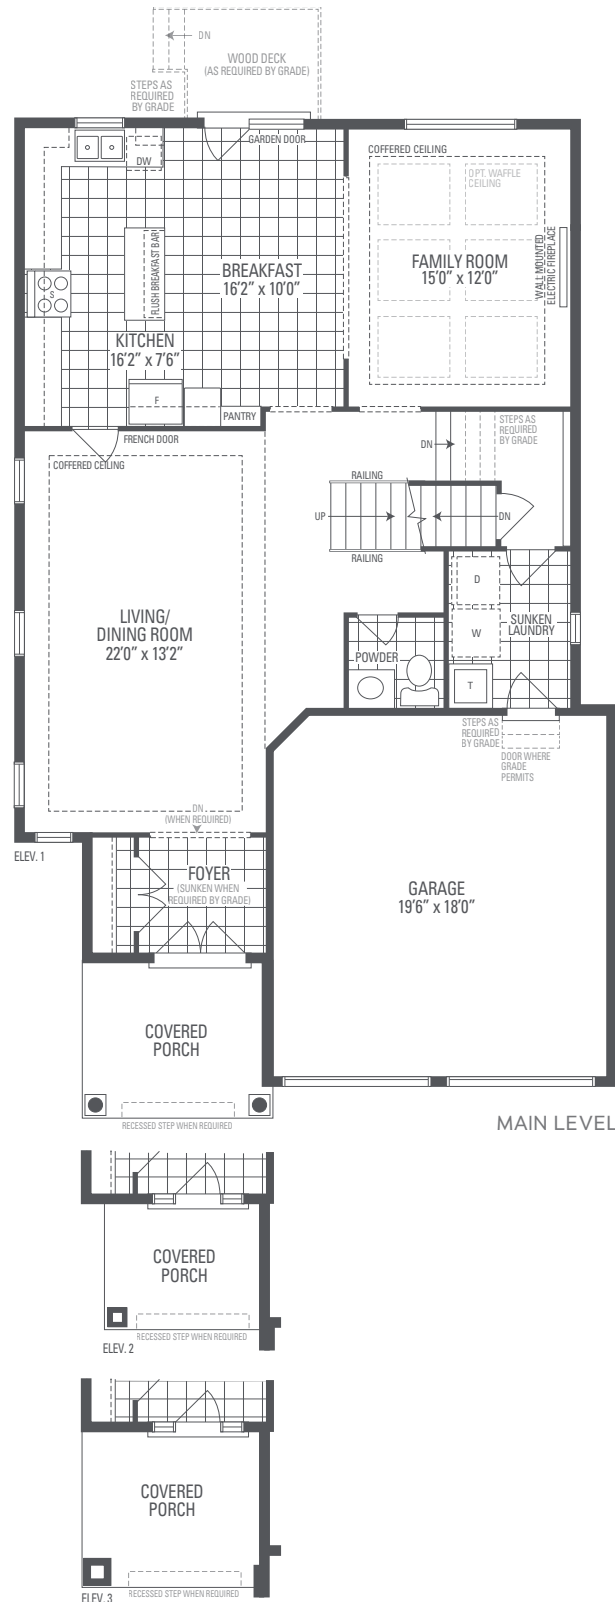 DN
WOOD DECK
(AS REQUIRED BY GRADE)
STEPS AS
REQUIRED
BY GRADE
GARDEN DOOR
DW
COFFERED CEILING
OPT. WAFFLE
CEILING
FLUSH BREAKFAST BAR
BREAKFAST
16'2" x 10'0"
FAMILY ROOM
15'0" x 12'0"
WALL MOUNTED
ELECTRIC FIREPLACE
S
KITCHEN
16'2" x 7'6"
F
PANTRY
FRENCH DOOR
COFFERED CEILING
DN
STEPS AS
REQUIRED
BY GRADE
RAILING
UP
DN
RAILING
D
W
T
SUNKEN
LAUNDRY
LIVING/
DINING ROOM
22'0" x 13'2"
POWDER
STEPS AS
REQUIRED
BY GRADE
DOOR WHERE
GRADE
PERMITS
DN
(WHEN REQUIRED)
ELEV. 1
FOYER
(SUNKEN WHEN
REQUIRED BY GRADE)
GARAGE
19'6" x 18'0"
COVERED
PORCH
RECESSED STEP WHEN REQUIRED
MAIN LEVEL
COVERED
PORCH
RECESSED STEP WHEN REQUIRED
ELEV. 2
COVERED
PORCH
RECESSED STEP WHEN REQUIRED
ELEV. 3